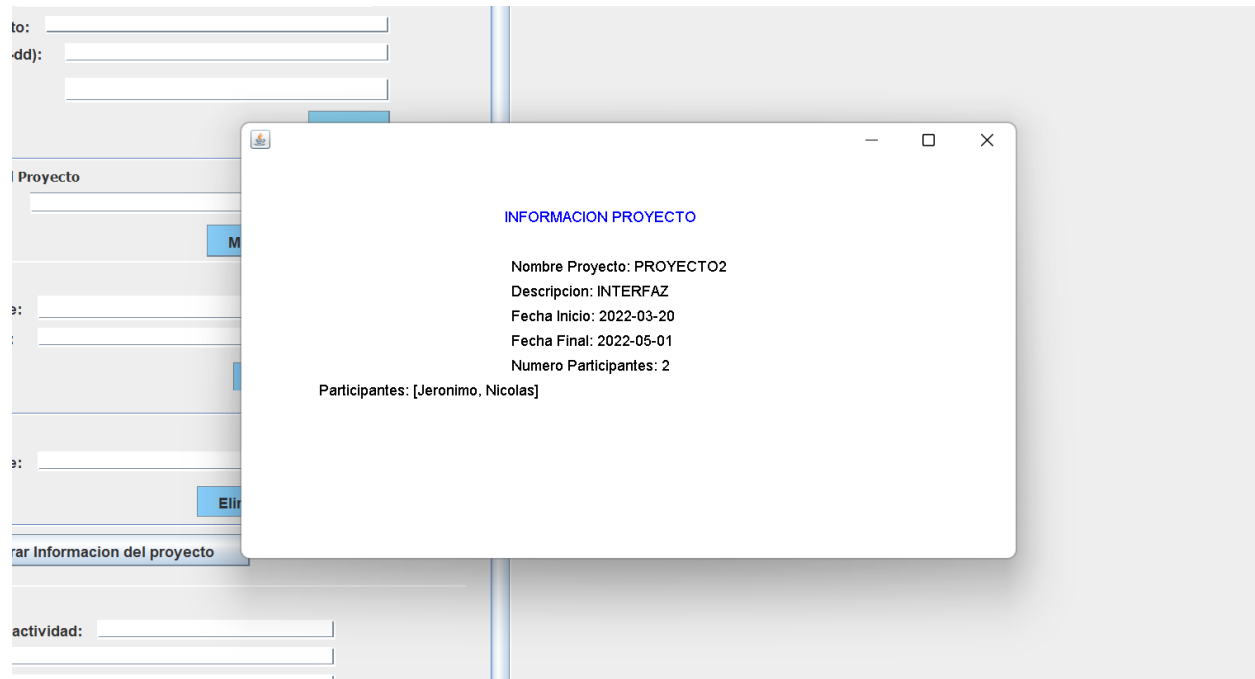 to:
dd):
Proyecto
M
e:
:
e:
Elir
rar Informacion del proyecto
actividad:
INFORMACION PROYECTO
Nombre Proyecto: PROYECTO2
Descripcion: INTERFAZ
Fecha Inicio: 2022-03-20
Fecha Final: 2022-05-01
Numero Participantes: 2
Participantes: [Jeronimo, Nicolas]